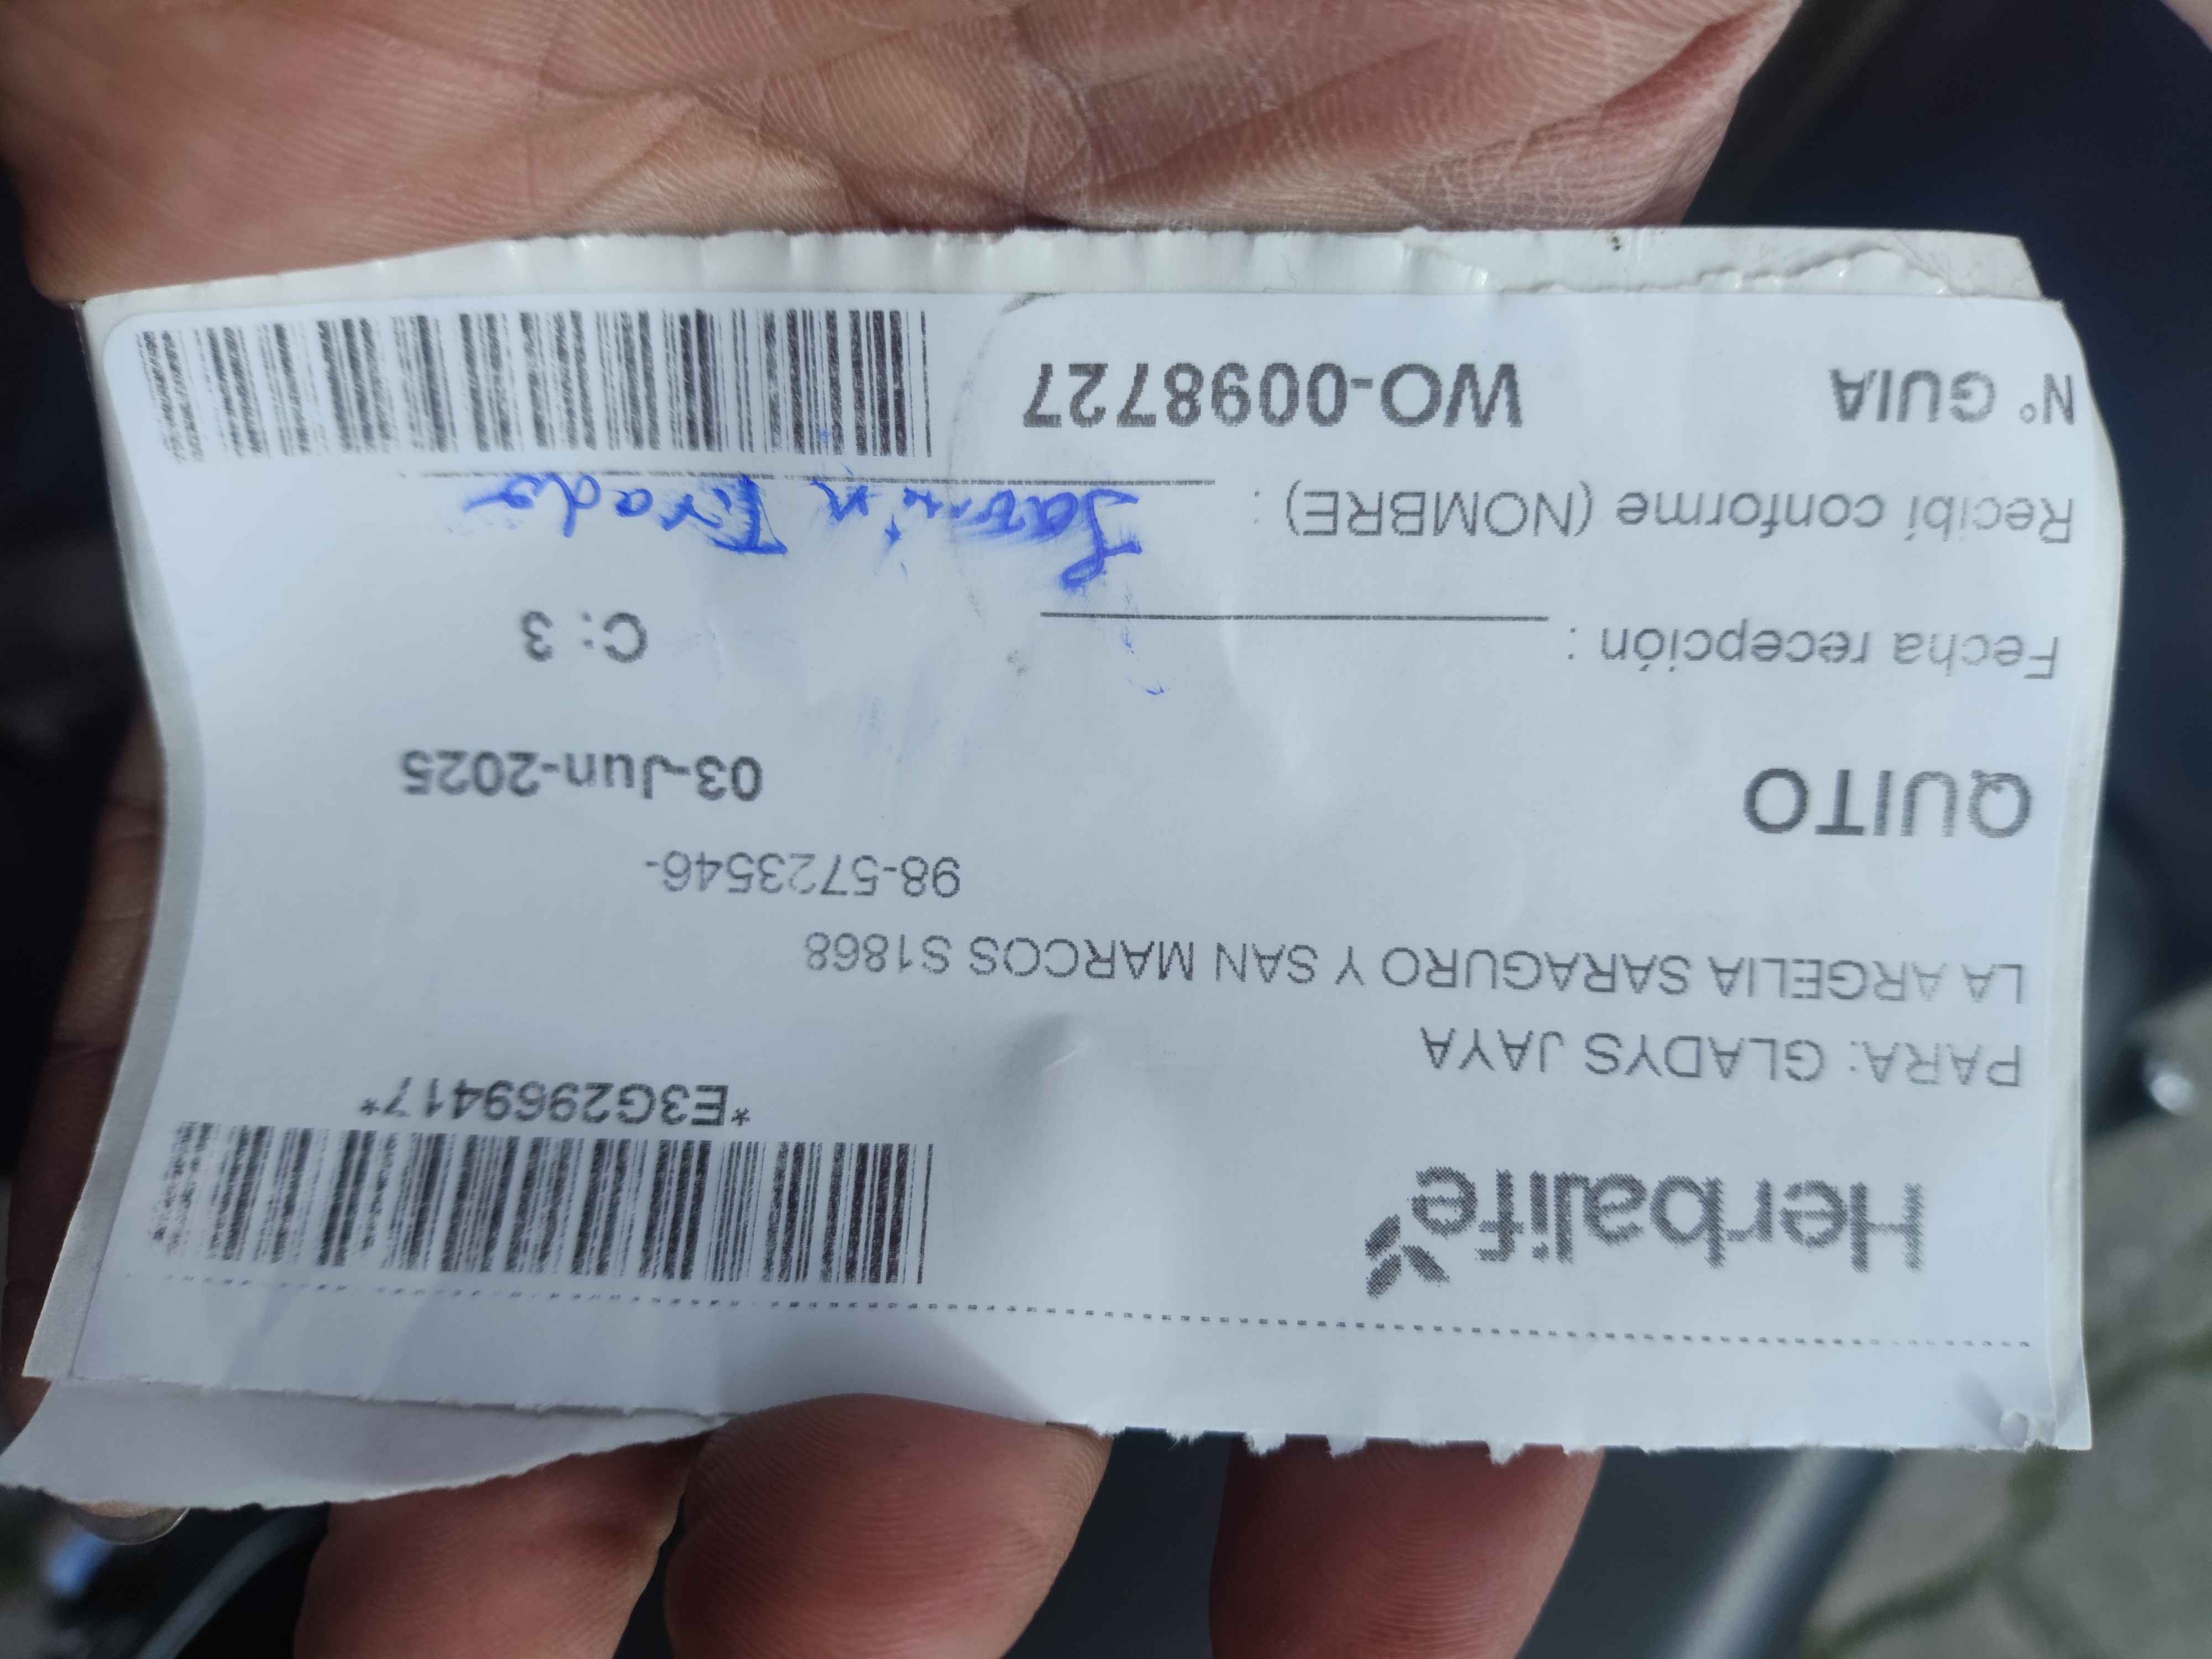 Herbalife
*E3G2969417*
PARA: GLADYS JAYA
LA ARGELIA SARAGURO Y SAN MARCOS S1868
98-5723546-
QUITO
03-Jun-2025
Fecha recepción :
C: 3
Recibí conforme (NOMBRE) : Tirado
N° GUIA WO-0098727